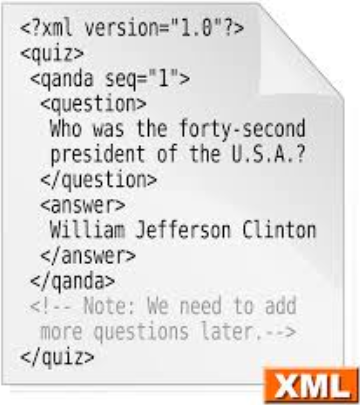 <?xml version="1.0"?>
<quiz>
<qanda seq="1">
<question>
Who was the forty-second
president of the U.S.A.?
</question>
<answer>
William Jefferson Clinton
</answer>
</qanda>
<!-- Note: We need to add
more questions later.-->
</quiz>
XML